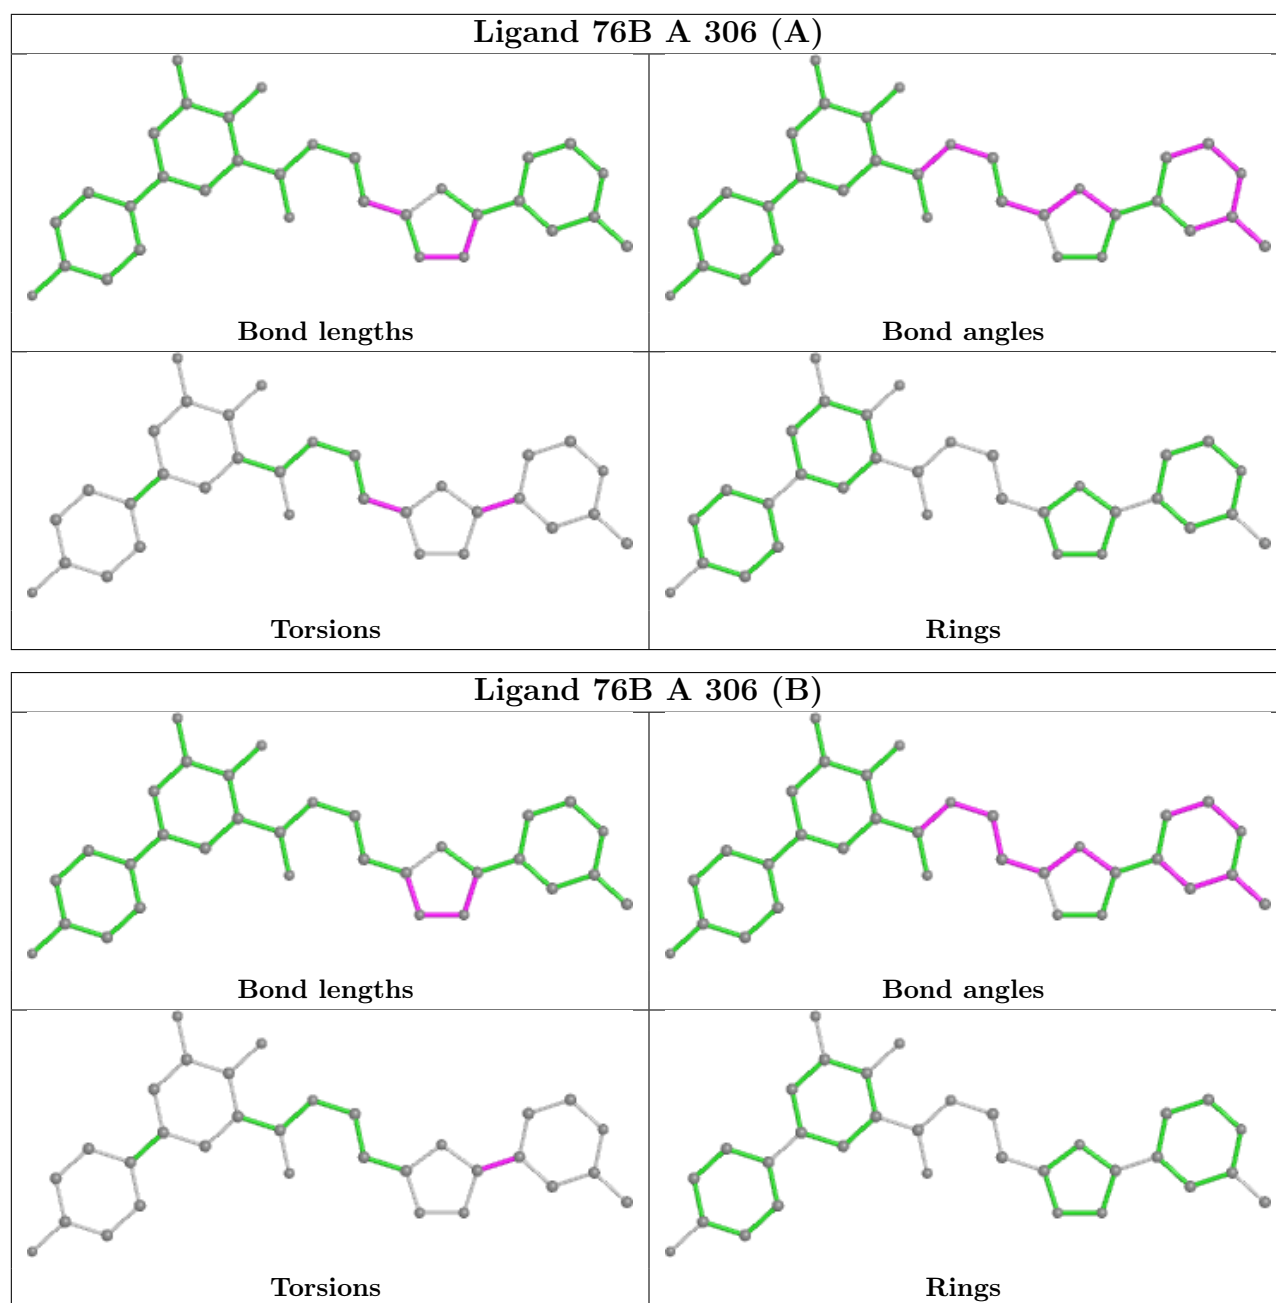 Ligand 76B A 306 (A)
Bond lengths
Bond angles
Torsions
Rings
Ligand 76B A 306 (B)
Bond lengths
Bond angles
Torsions
Rings